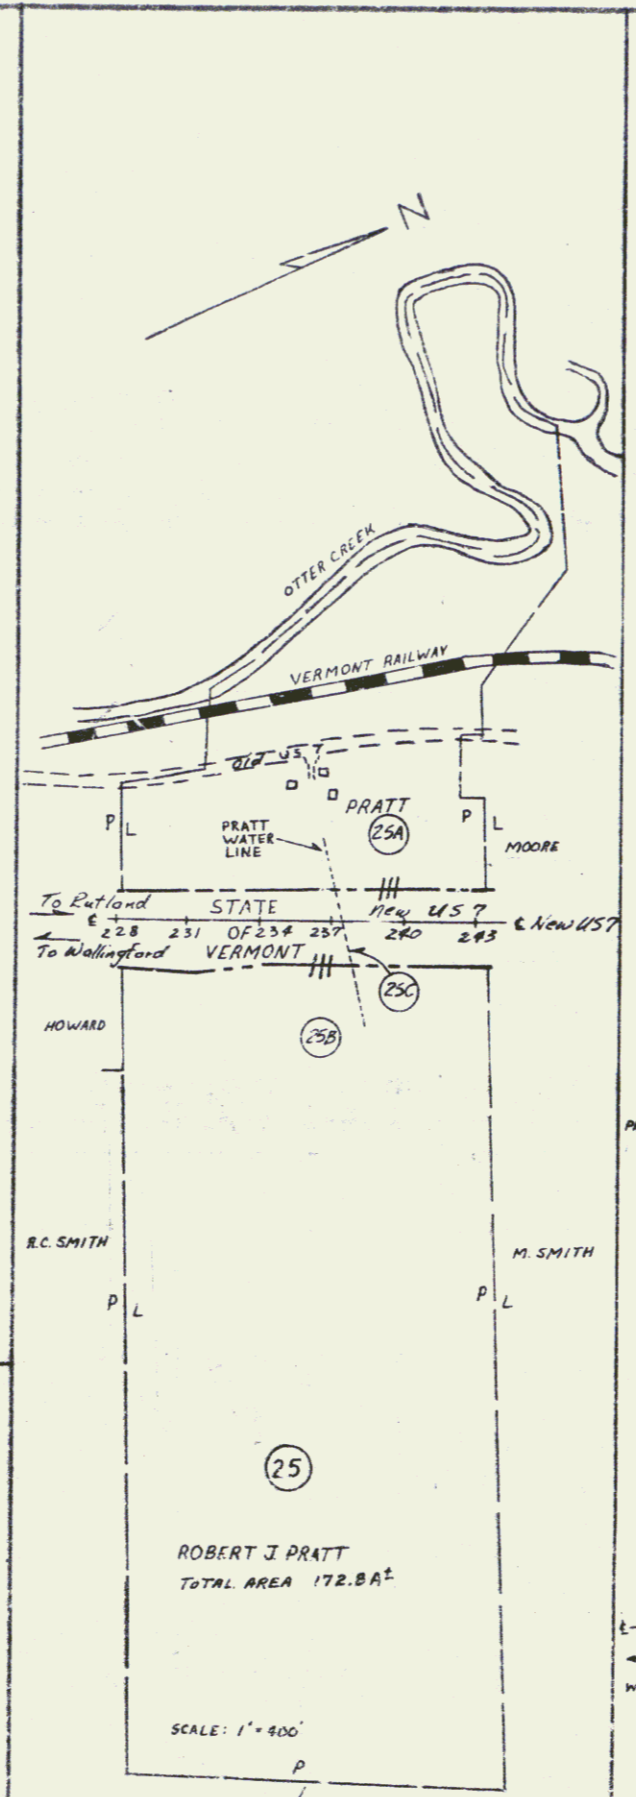 N
OTTER CREEK
VERMONT RAILWAY
old US 7
P L
PRATT WATER LINE
PRATT
25A
P L
MOORE
To Rutland
STATE
new US 7
℄
228 231 OF 234 237 240 243
℄ New US7
To Wallingford
VERMONT
25C
HOWARD
25B
R.C. SMITH
M. SMITH
P L
P L
25
ROBERT J. PRATT
TOTAL AREA 172.8A±
SCALE: 1" = 400'
P
L